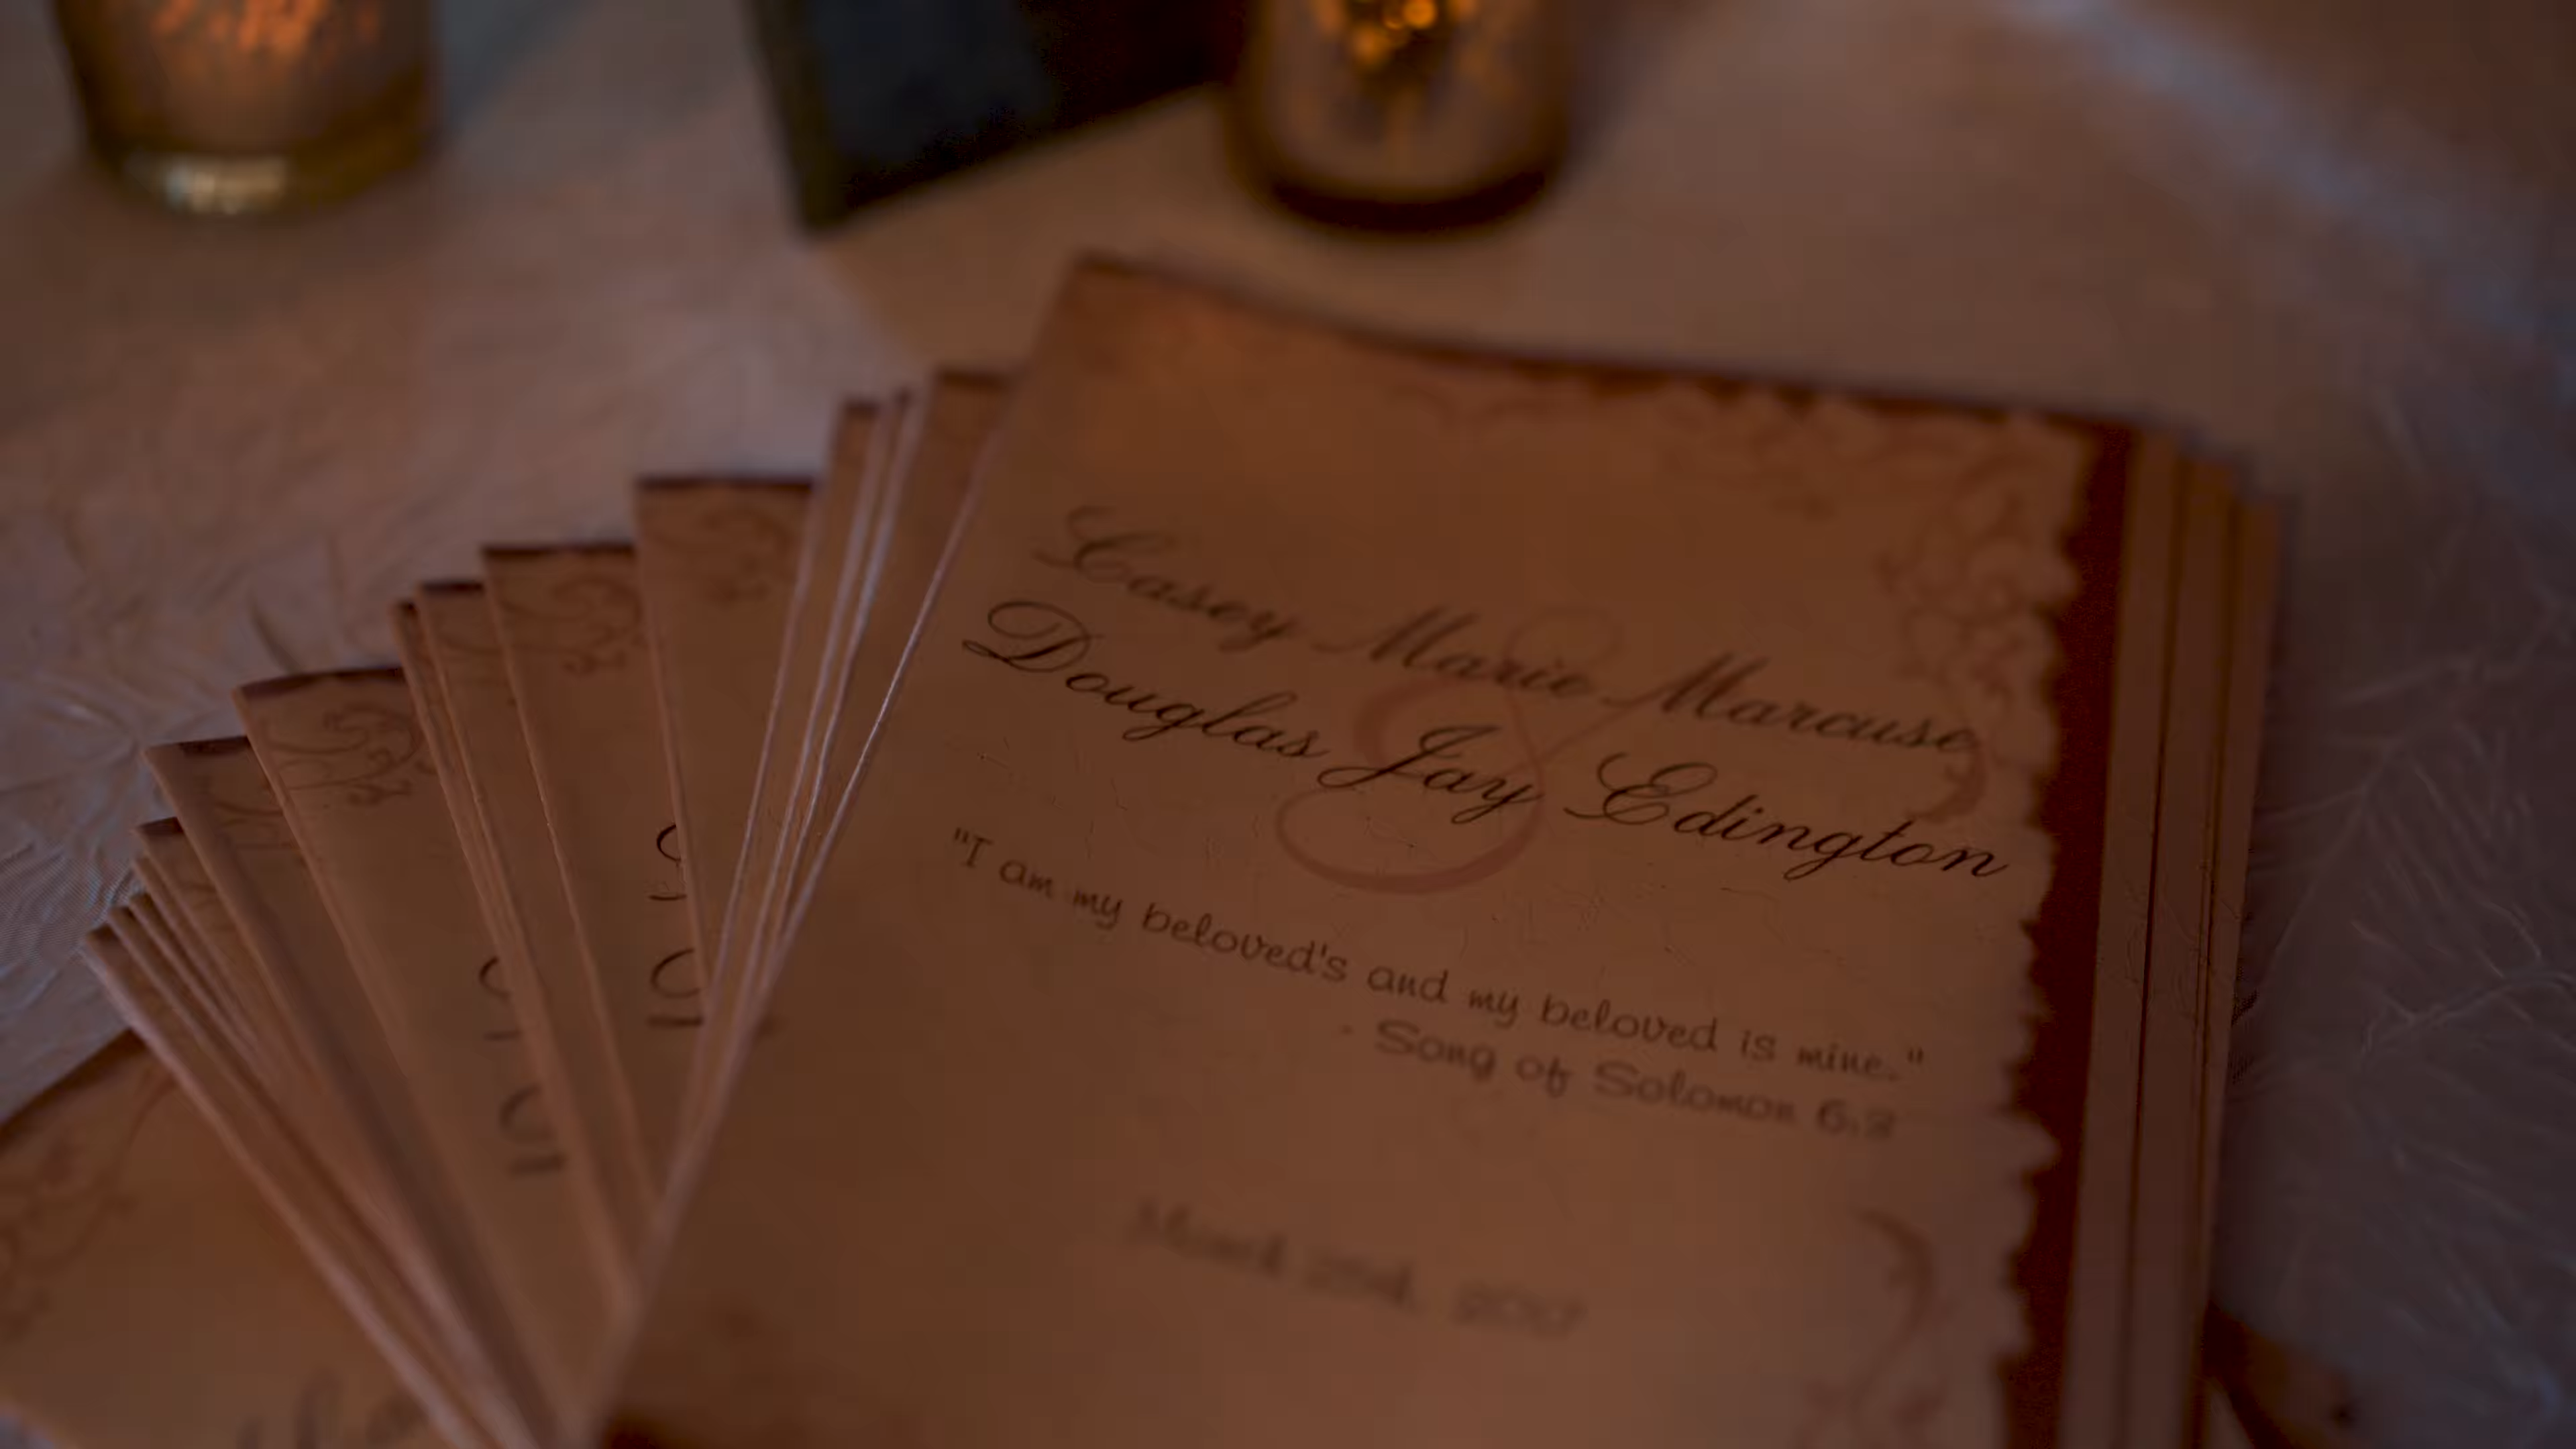 Casey Marie Marcuse
&
Douglas Jay Edington
"I am my beloved's and my beloved is mine."
- Song of Solomon 6:3
March